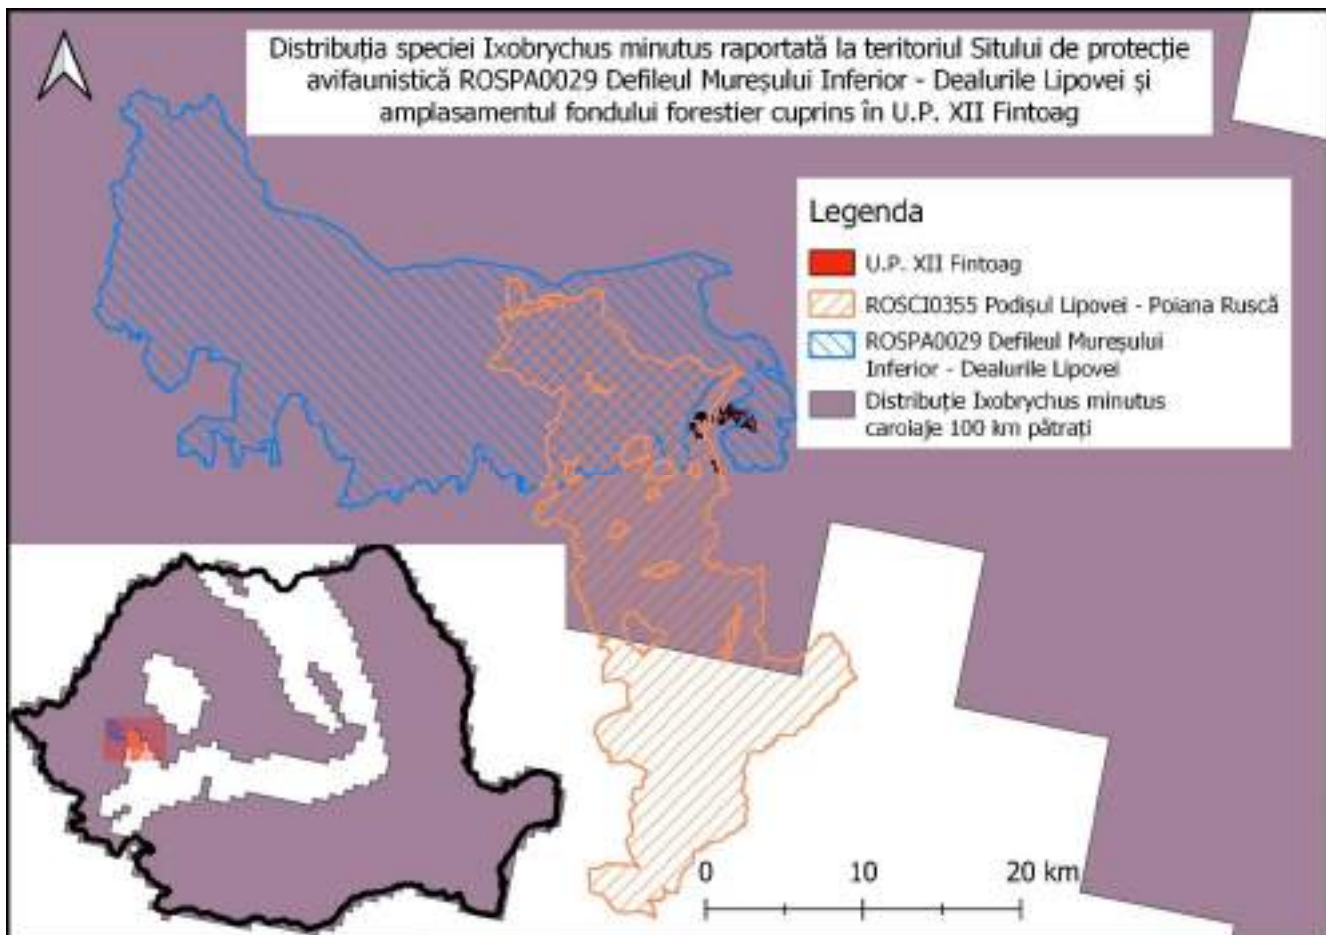 Distribuția speciei Ixobrychus minutus raportată la teritoriul Sitului de protecție
avifaunistică ROSPA0029 Defileul Mureșului Inferior - Dealurile Lipovei și
amplasamentul fondului forestier cuprins în U.P. XII Fintoag
Legenda
U.P. XII Fintoag
ROSCI0355 Podișul Lipovei - Poiana Ruscă
ROSPA0029 Defileul Mureșului
Inferior - Dealurile Lipovei
Distribuție Ixobrychus minutus
caroiaje 100 km pătrați
0 10 20 km